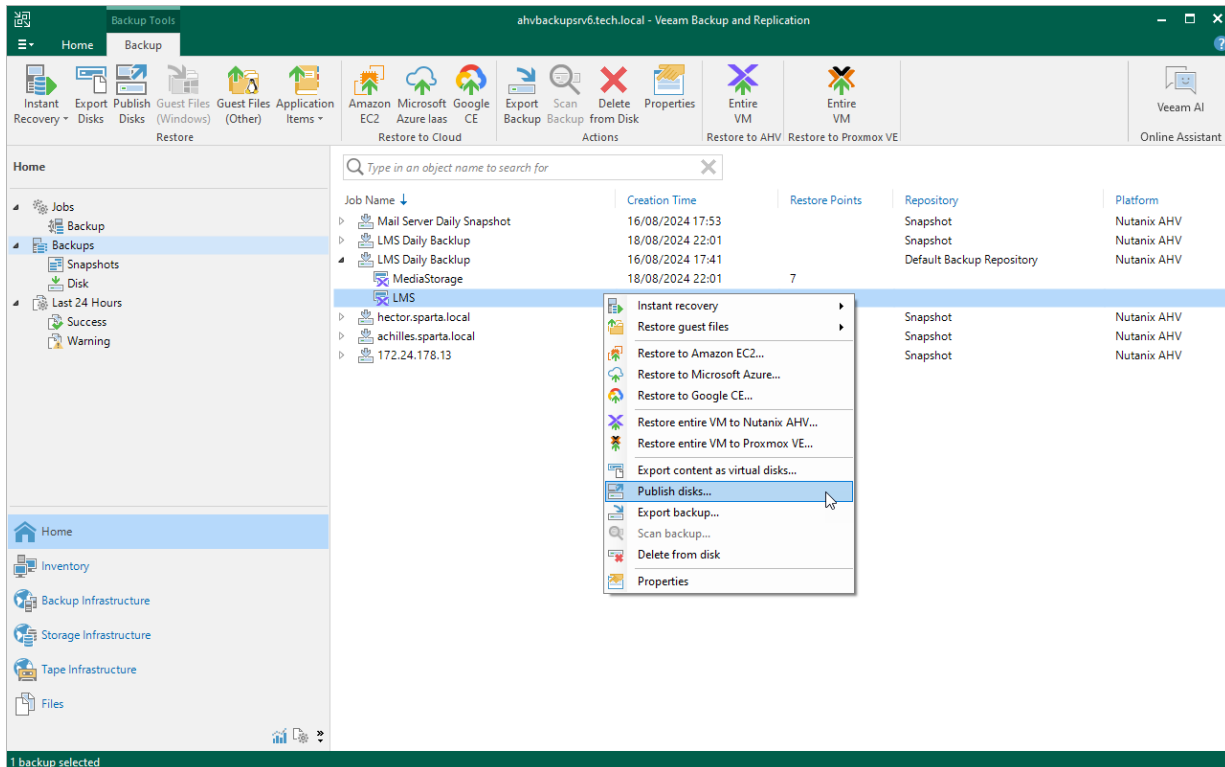 Backup Tools
ahvbackupsrv6.tech.local - Veeam Backup and Replication
Home Backup
Instant Recovery
Export Disks
Publish Disks
Guest Files (Windows)
Guest Files (Other)
Application Items
Restore
Amazon EC2
Microsoft Azure Iaas
Google CE
Restore to Cloud
Export Backup
Scan Backup
Delete from Disk
Properties
Actions
Entire VM
Restore to AHV
Entire VM
Restore to Proxmox VE
Veeam AI
Online Assistant
Home
Jobs
Backup
Backups
Snapshots
Disk
Last 24 Hours
Success
Warning
Type in an object name to search for
Job Name Creation Time Restore Points Repository Platform
Mail Server Daily Snapshot 16/08/2024 17:53 Snapshot Nutanix AHV
LMS Daily Backlup 18/08/2024 22:01 Snapshot Nutanix AHV
LMS Daily Backlup 16/08/2024 17:41 Default Backup Repository Nutanix AHV
MediaStorage 18/08/2024 22:01 7
LMS
hector.sparta.local Snapshot Nutanix AHV
achilles.sparta.local Snapshot Nutanix AHV
172.24.178.13 Snapshot Nutanix AHV
Instant recovery
Restore guest files
Restore to Amazon EC2...
Restore to Microsoft Azure...
Restore to Google CE...
Restore entire VM to Nutanix AHV...
Restore entire VM to Proxmox VE...
Export content as virtual disks...
Publish disks...
Export backup...
Scan backup...
Delete from disk
Properties
Home
Inventory
Backup Infrastructure
Storage Infrastructure
Tape Infrastructure
Files
1 backup selected